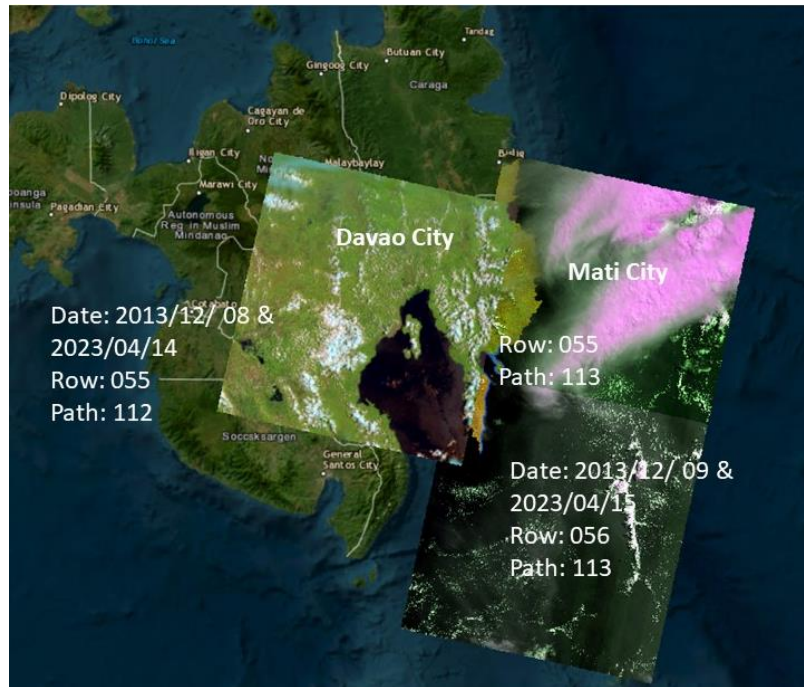 Bohol Sea
Tandag
Butuan City
Gingoog City
Caraga
Dipolog City
Cagayan de
Oro City
Iligan City
Malaybalay
Marawi City
Pagadian City
Autonomous
Reg in Muslim
Mindanao
Davao City
Mati City
Cotabato
Date: 2013/12/ 08 &
2023/04/14
Row: 055
Path: 112
Row: 055
Path: 113
Soccsksargen
General
Santos City
Date: 2013/12/ 09 &
2023/04/15
Row: 056
Path: 113